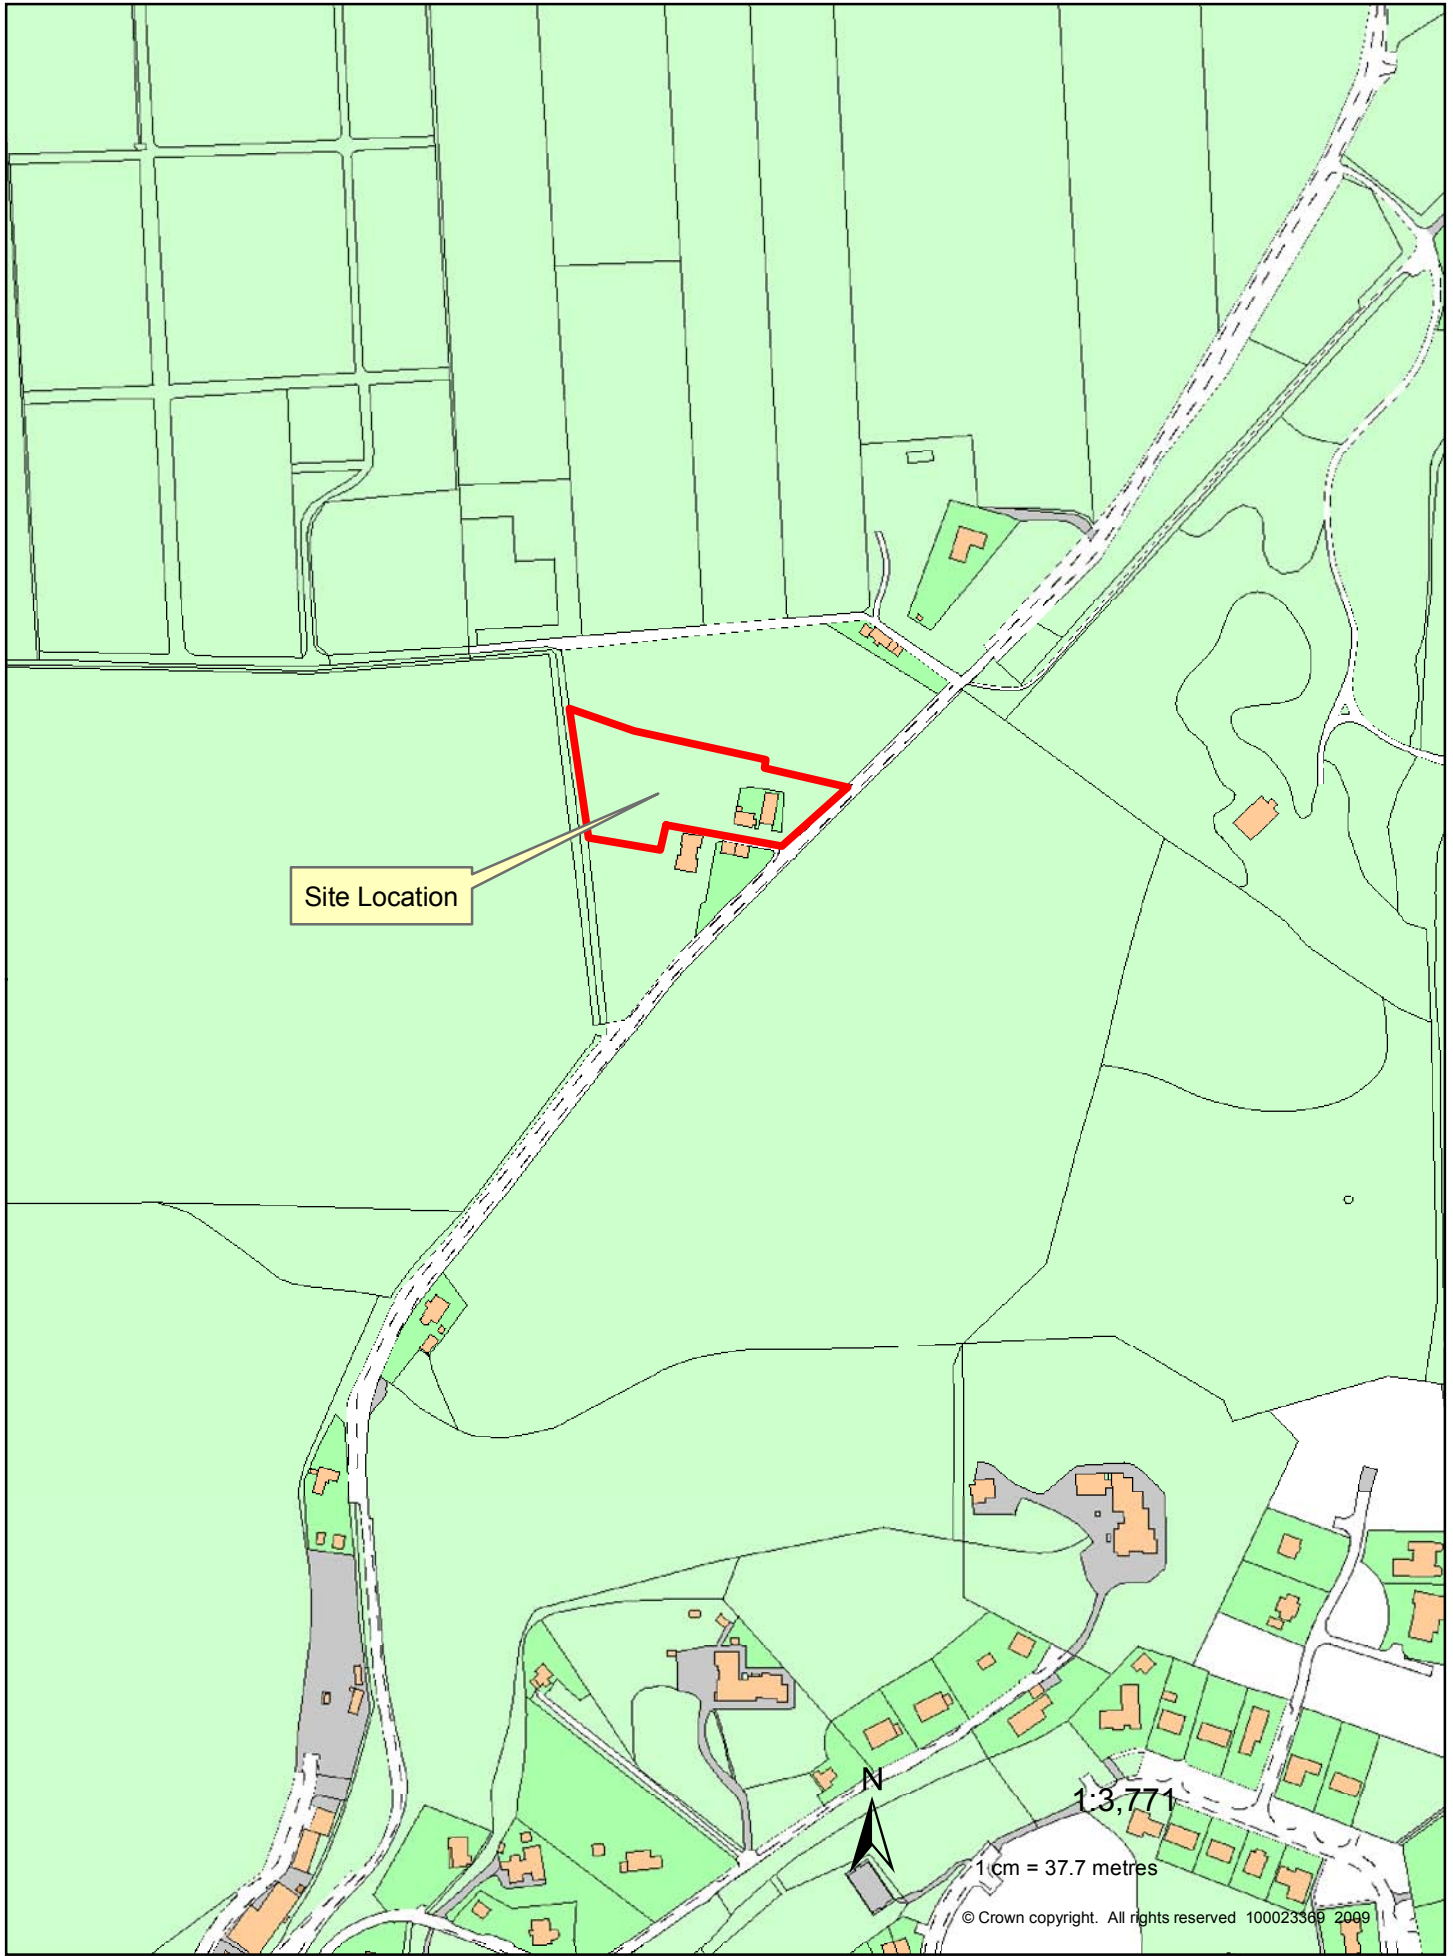 Site Location
N
1:3,771
1 cm = 37.7 metres
© Crown copyright. All rights reserved 100023369 2009